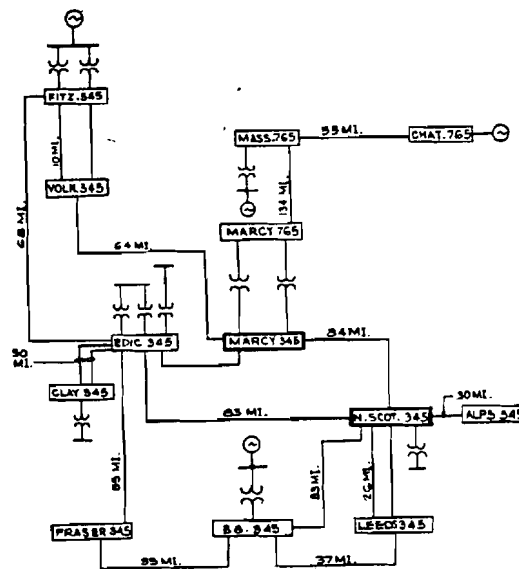 FITZ. 345
MASS. 765
55 MI.
CHAT. 765
10 MI.
VOLN. 345
134 MI.
MARCY 765
68 MI.
64 MI.
EDIC 345
MARCY 345
84 MI.
MI.
CLAY 345
83 MI.
N. SCOT. 345
30 MI.
ALPS 345
85 MI.
83 MI.
26 MI.
FRASER 345
B.G. 345
LEEDS 345
95 MI.
37 MI.